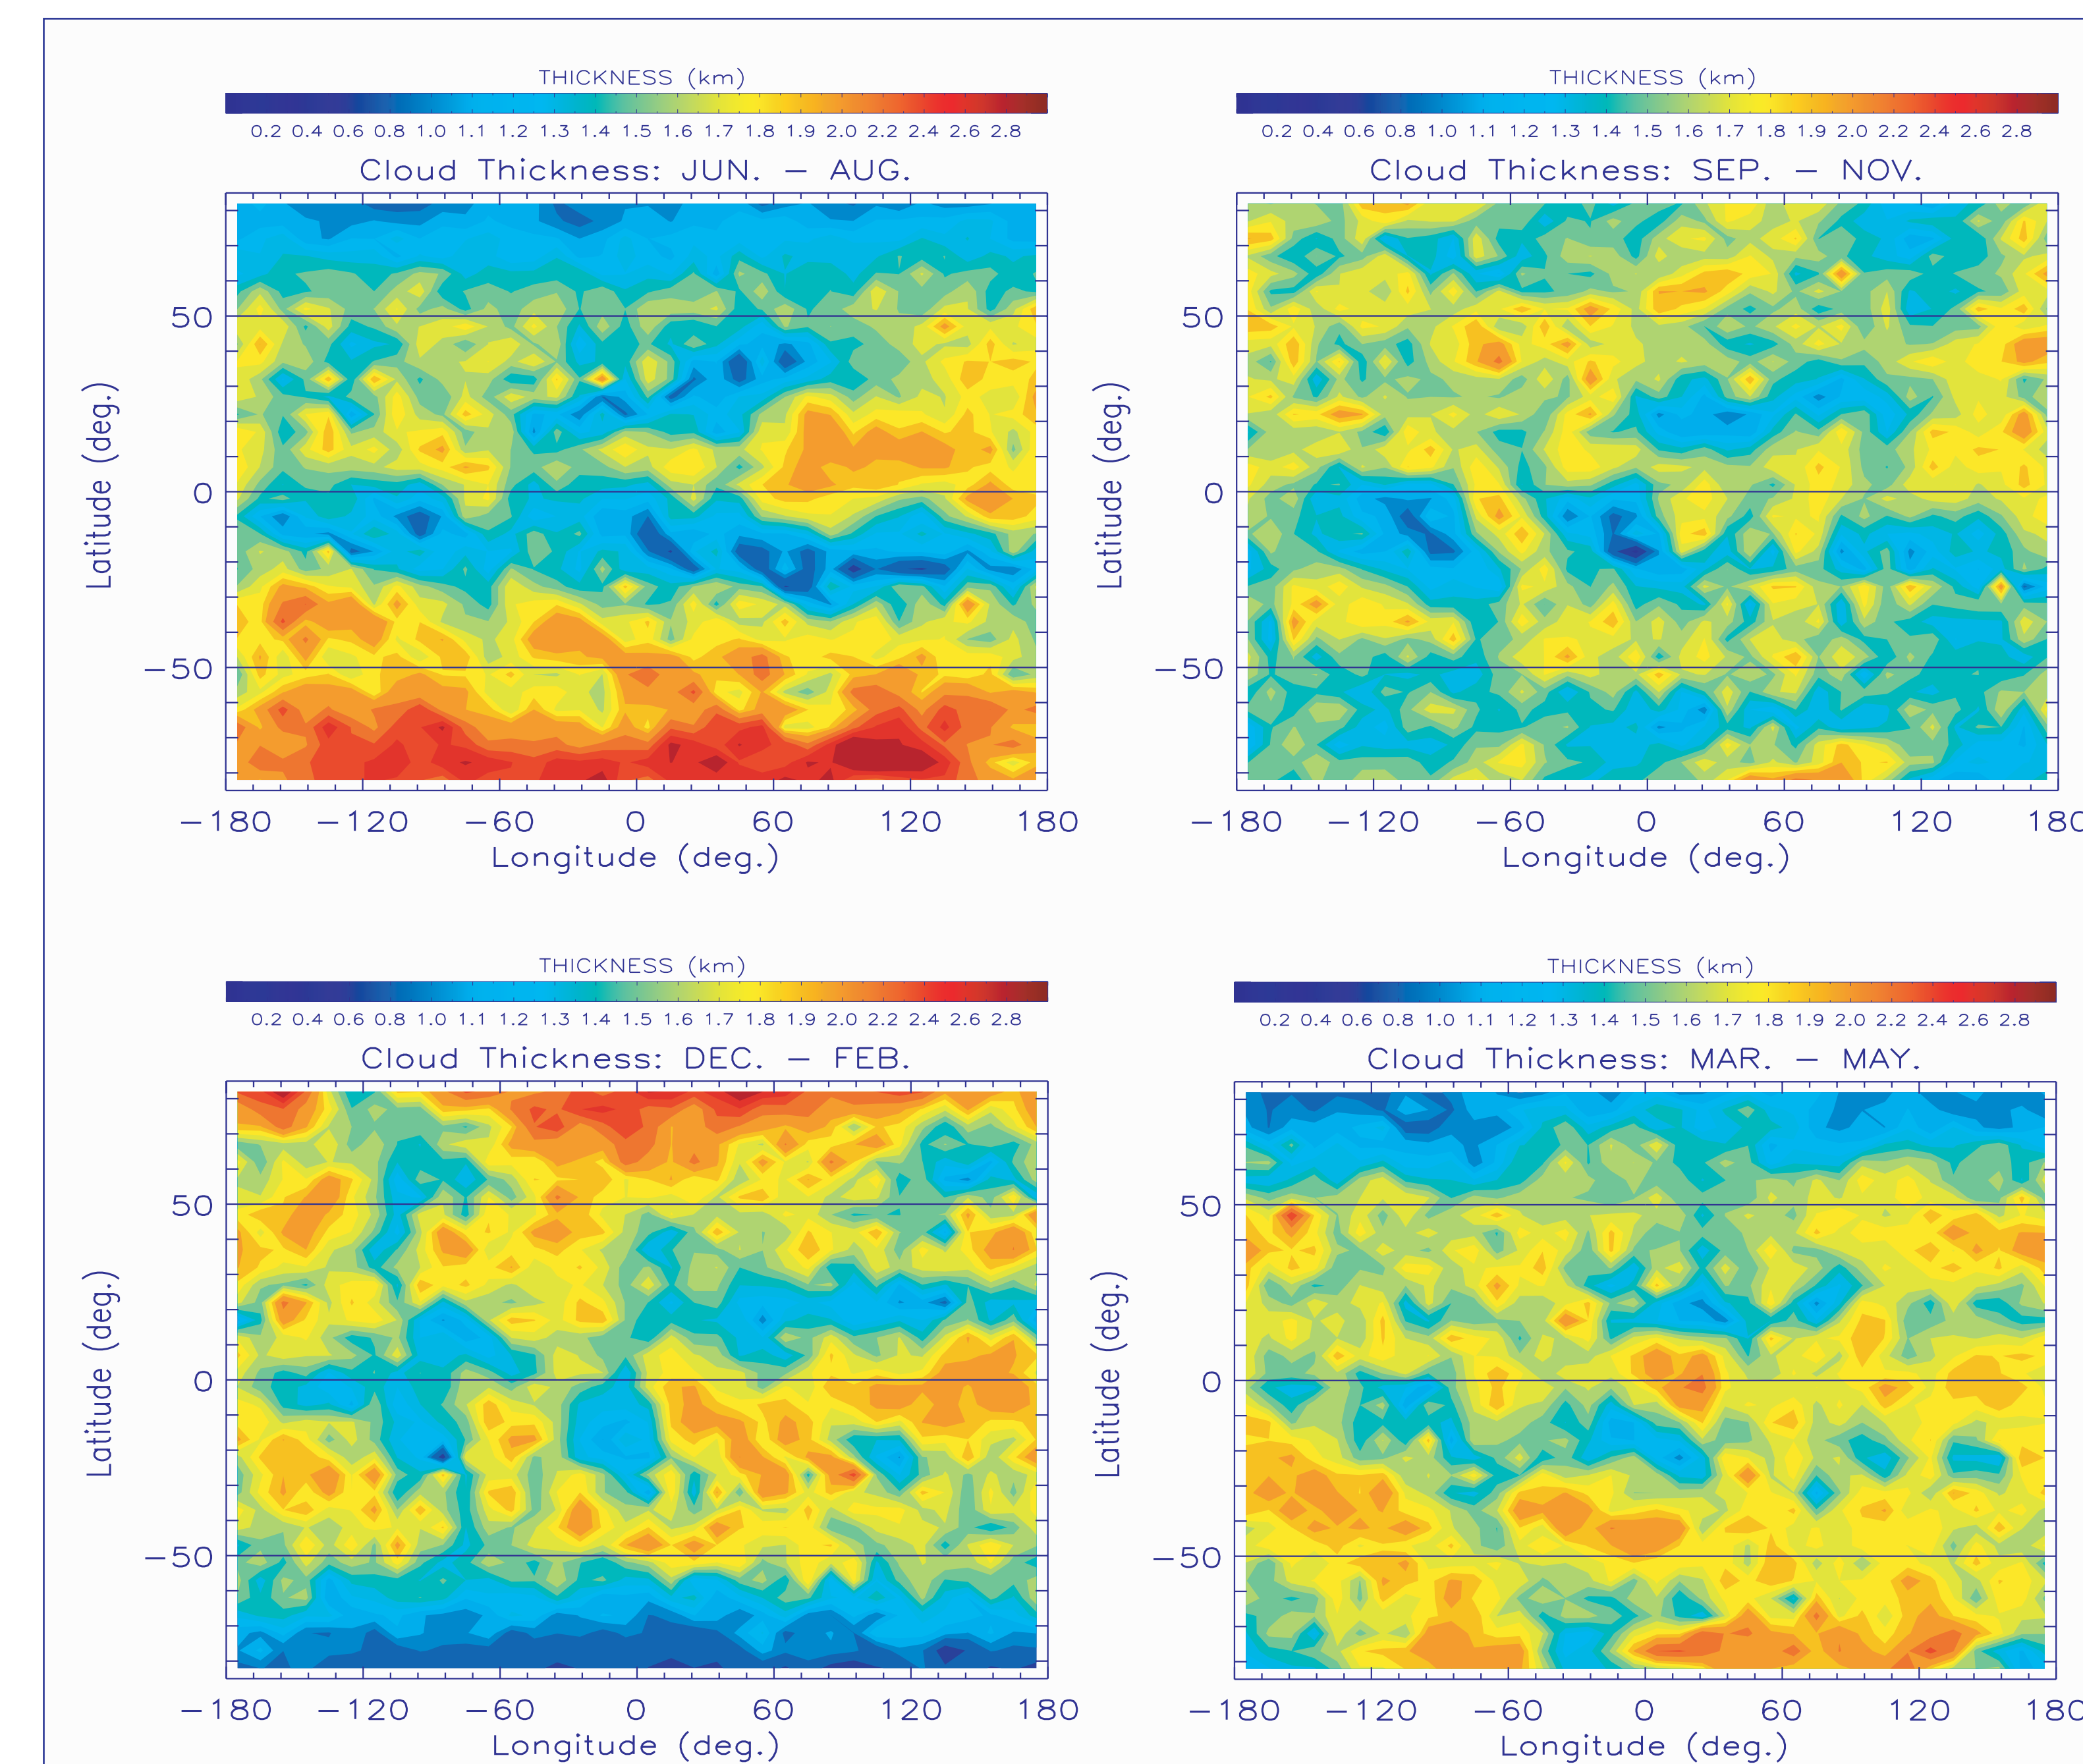 THICKNESS (km)
0.2 0.4 0.6 0.8 1.0 1.1 1.2 1.3 1.4 1.5 1.6 1.7 1.8 1.9 2.0 2.2 2.4 2.6 2.8
Cloud Thickness: JUN. − AUG.
Latitude (deg.)
50
0
−50
−180 −120 −60 0 60 120 180
Longitude (deg.)
THICKNESS (km)
0.2 0.4 0.6 0.8 1.0 1.1 1.2 1.3 1.4 1.5 1.6 1.7 1.8 1.9 2.0 2.2 2.4 2.6 2.8
Cloud Thickness: SEP. − NOV.
Latitude (deg.)
50
0
−50
−180 −120 −60 0 60 120 180
Longitude (deg.)
THICKNESS (km)
0.2 0.4 0.6 0.8 1.0 1.1 1.2 1.3 1.4 1.5 1.6 1.7 1.8 1.9 2.0 2.2 2.4 2.6 2.8
Cloud Thickness: DEC. − FEB.
Latitude (deg.)
50
0
−50
−180 −120 −60 0 60 120 180
Longitude (deg.)
THICKNESS (km)
0.2 0.4 0.6 0.8 1.0 1.1 1.2 1.3 1.4 1.5 1.6 1.7 1.8 1.9 2.0 2.2 2.4 2.6 2.8
Cloud Thickness: MAR. − MAY.
Latitude (deg.)
50
0
−50
−180 −120 −60 0 60 120 180
Longitude (deg.)